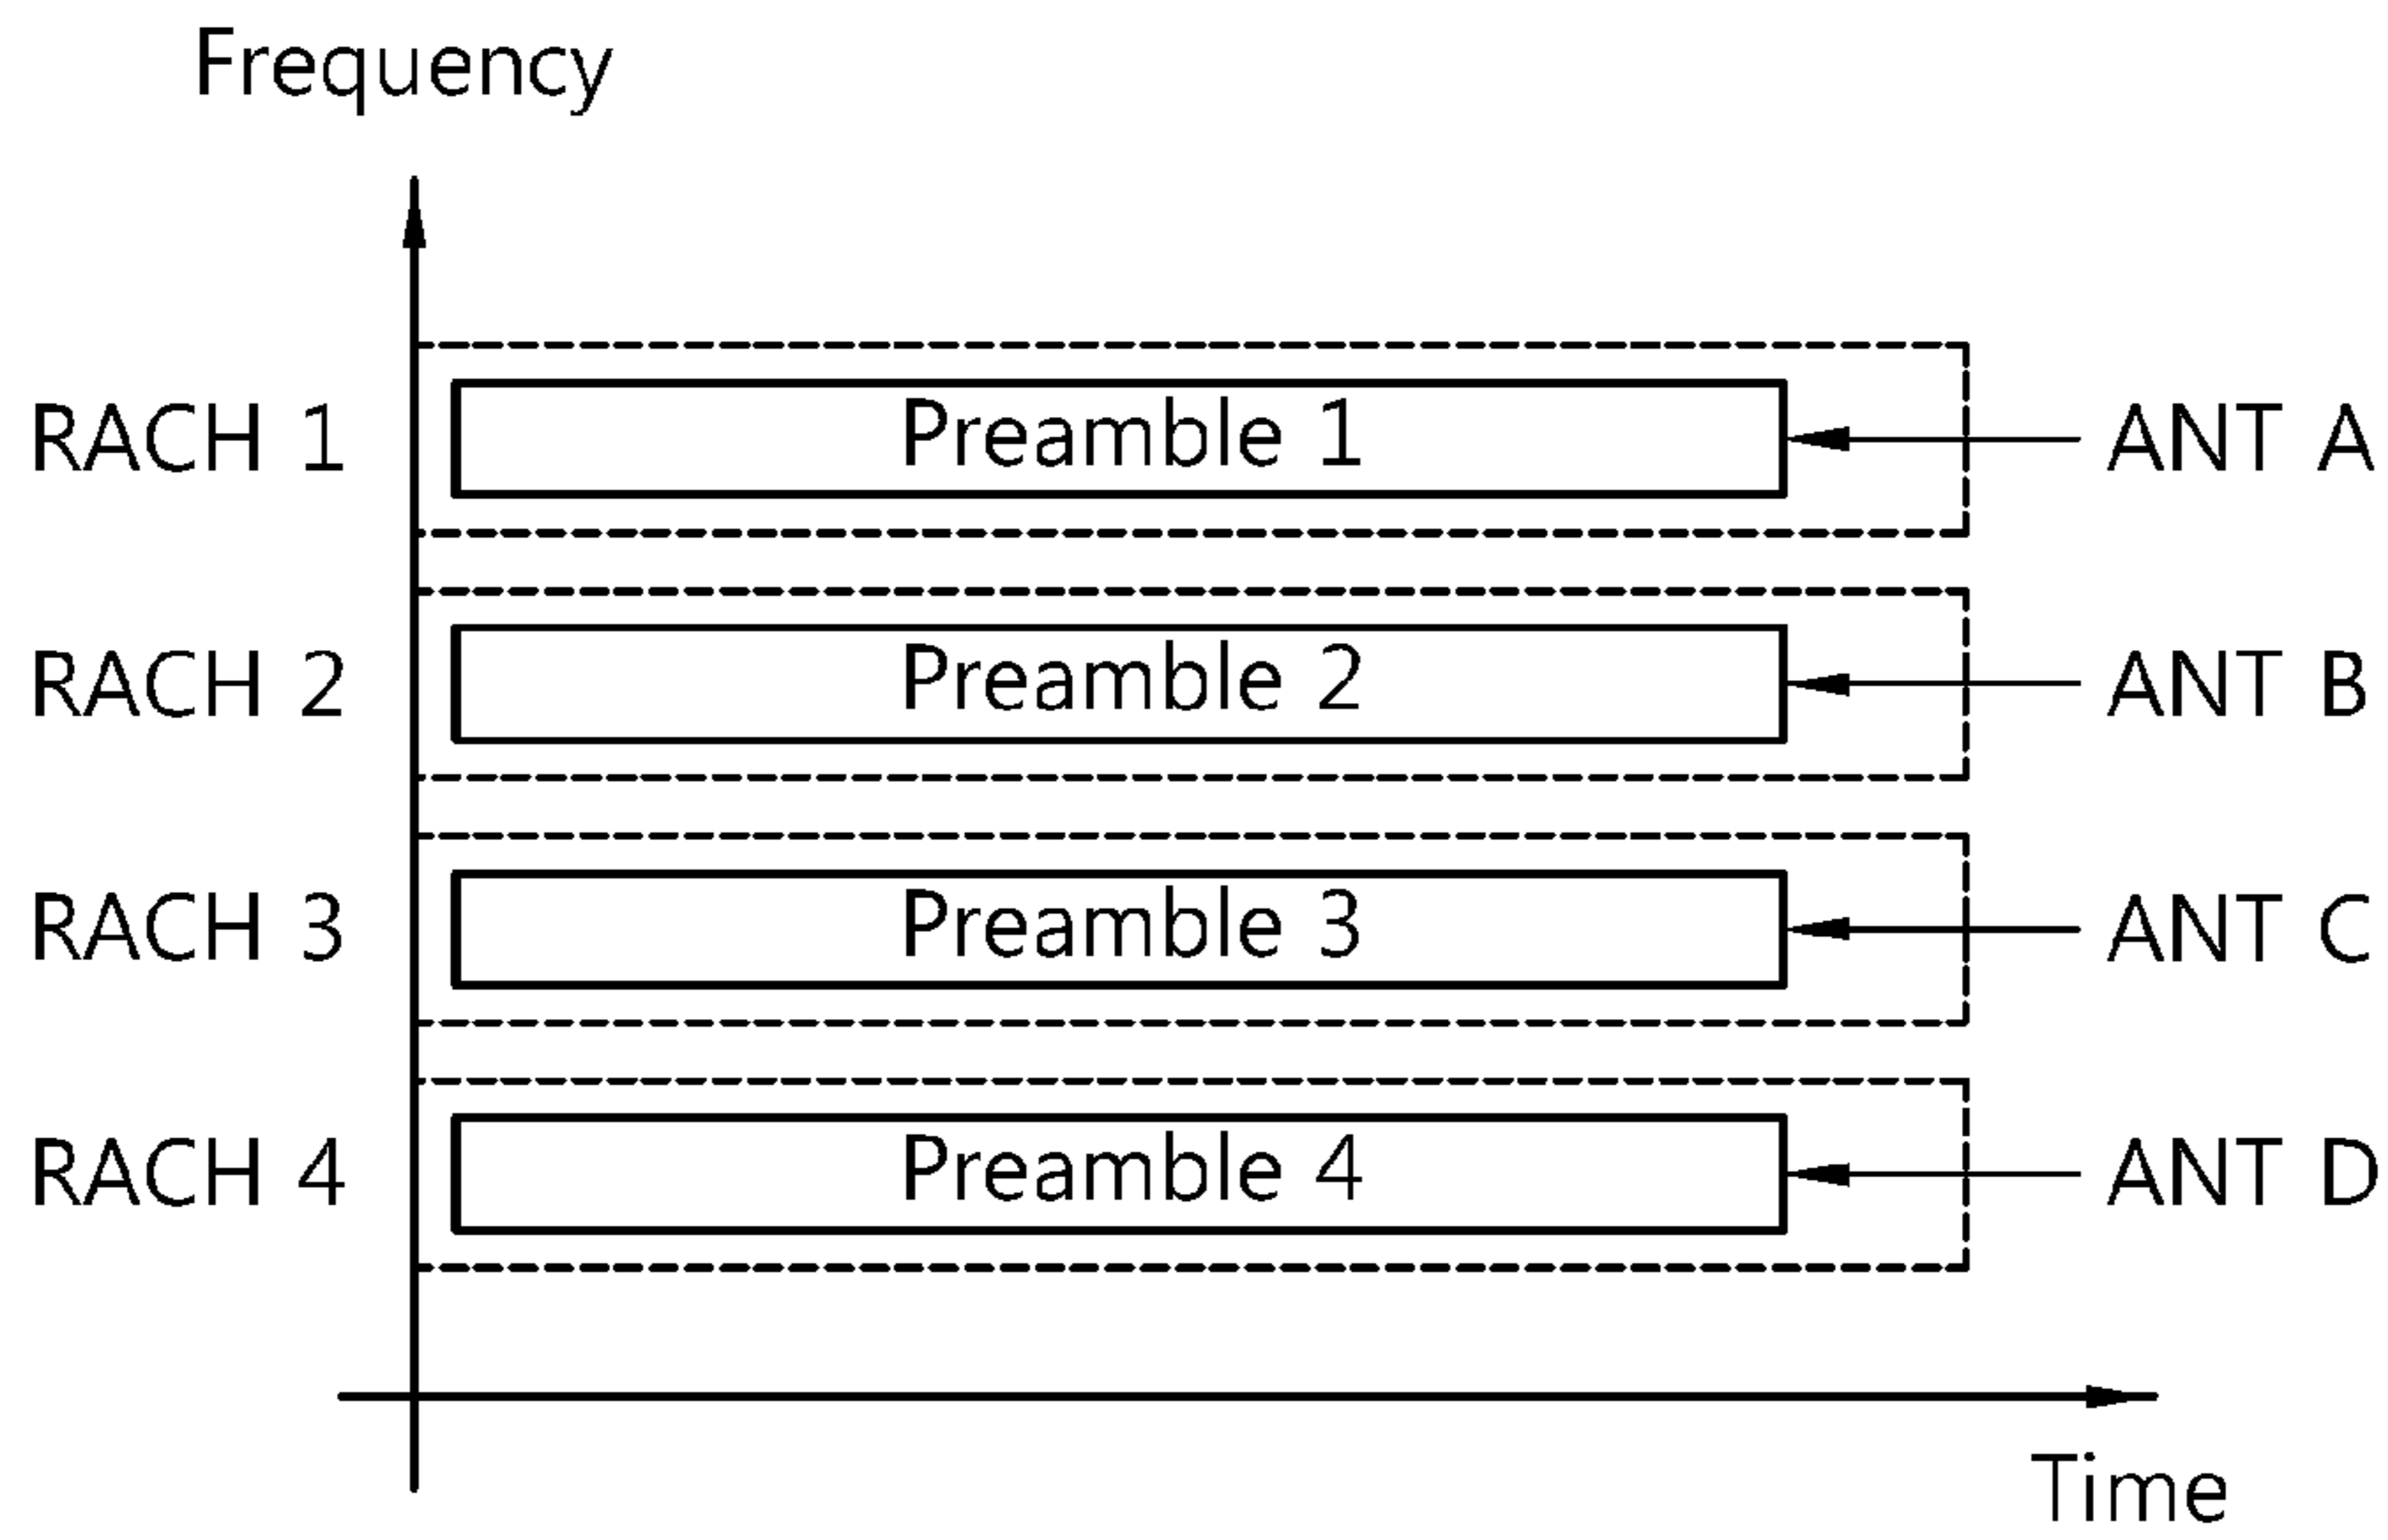 Frequency
RACH 1 Preamble 1 ANT A
RACH 2 Preamble 2 ANT B
RACH 3 Preamble 3 ANT C
RACH 4 Preamble 4 ANT D
Time